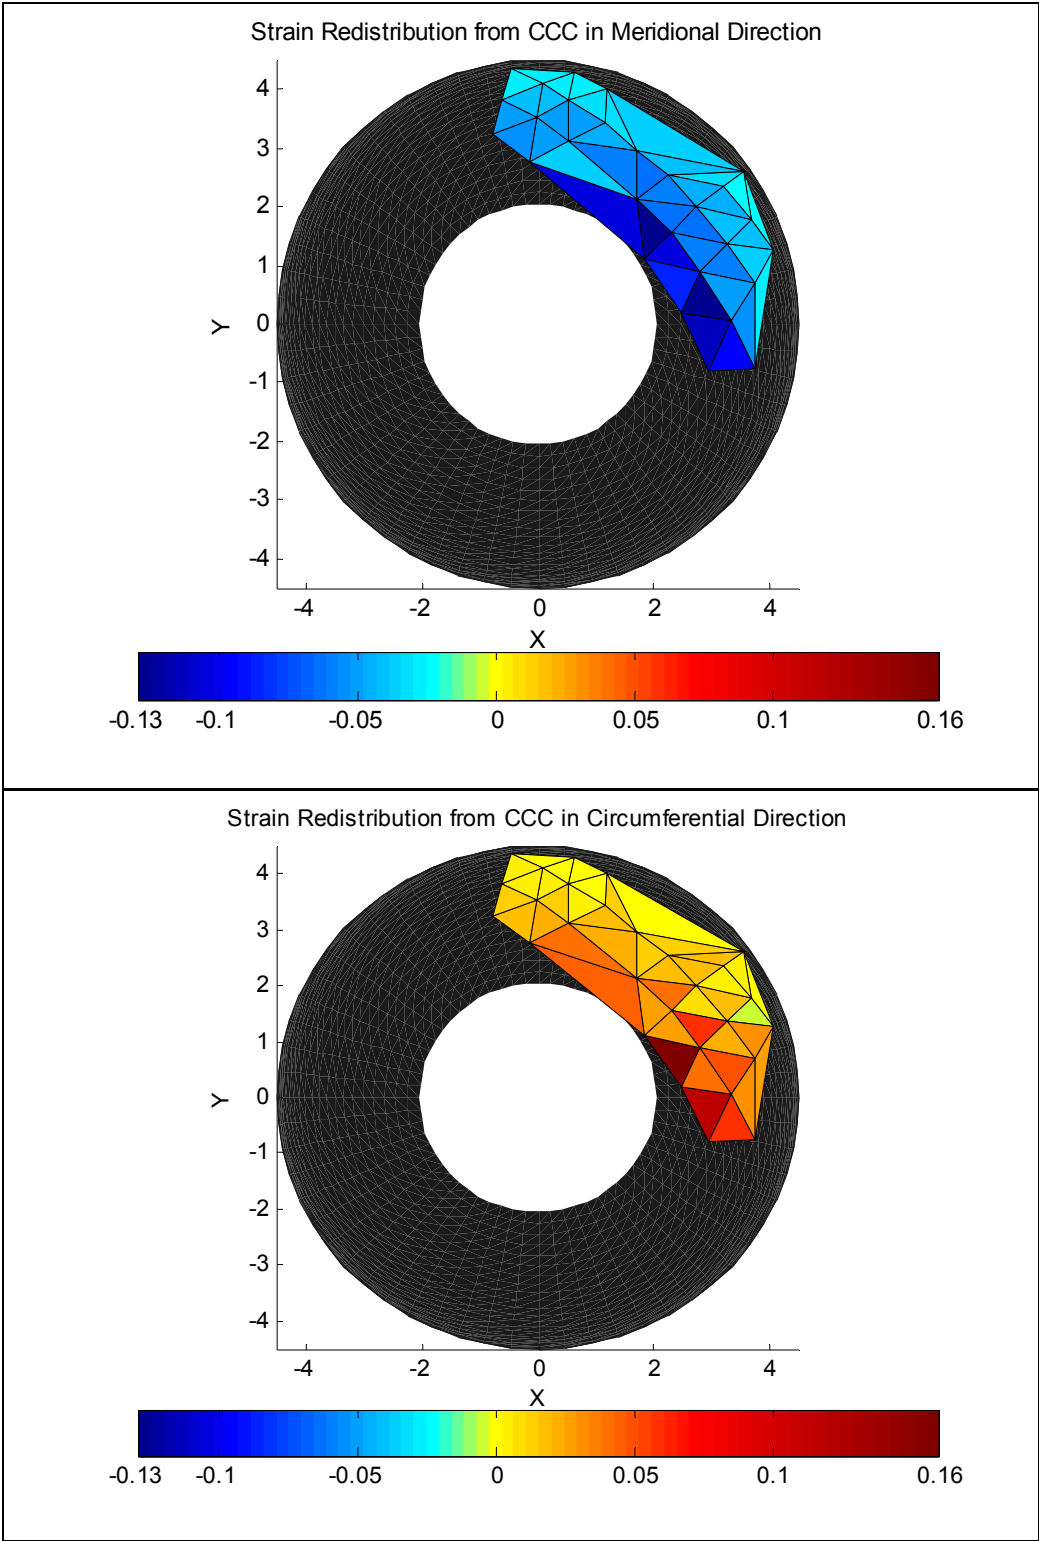 Strain Redistribution from CCC in Meridional Direction
4
3
2
1
0
-1
-2
-3
-4
Y
-4 -2 0 2 4
X
-0.13 -0.1 -0.05 0 0.05 0.1 0.16
Strain Redistribution from CCC in Circumferential Direction
4
3
2
1
0
-1
-2
-3
-4
Y
-4 -2 0 2 4
X
-0.13 -0.1 -0.05 0 0.05 0.1 0.16